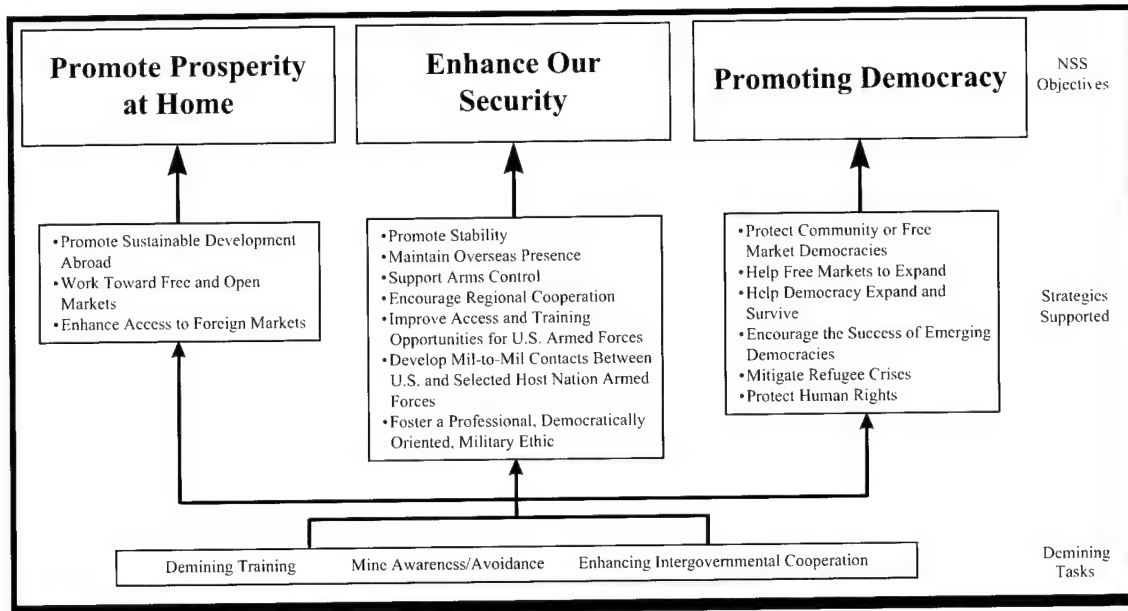 Promote Prosperity
at Home
Enhance Our
Security
Promoting Democracy
NSS
Objectives
•Promote Sustainable Development
Abroad
•Work Toward Free and Open
Markets
•Enhance Access to Foreign Markets
•Promote Stability
•Maintain Overseas Presence
•Support Arms Control
•Encourage Regional Cooperation
•Improve Access and Training
Opportunities for U.S. Armed Forces
•Develop Mil-to-Mil Contacts Between
U.S. and Selected Host Nation Armed
Forces
•Foster a Professional, Democratically
Oriented, Military Ethic
•Protect Community or Free
Market Democracies
•Help Free Markets to Expand
•Help Democracy Expand and
Survive
•Encourage the Success of Emerging
Democracies
•Mitigate Refugee Crises
•Protect Human Rights
Strategies
Supported
Demining Training Mine Awareness/Avoidance Enhancing Intergovernmental Cooperation
Demining
Tasks